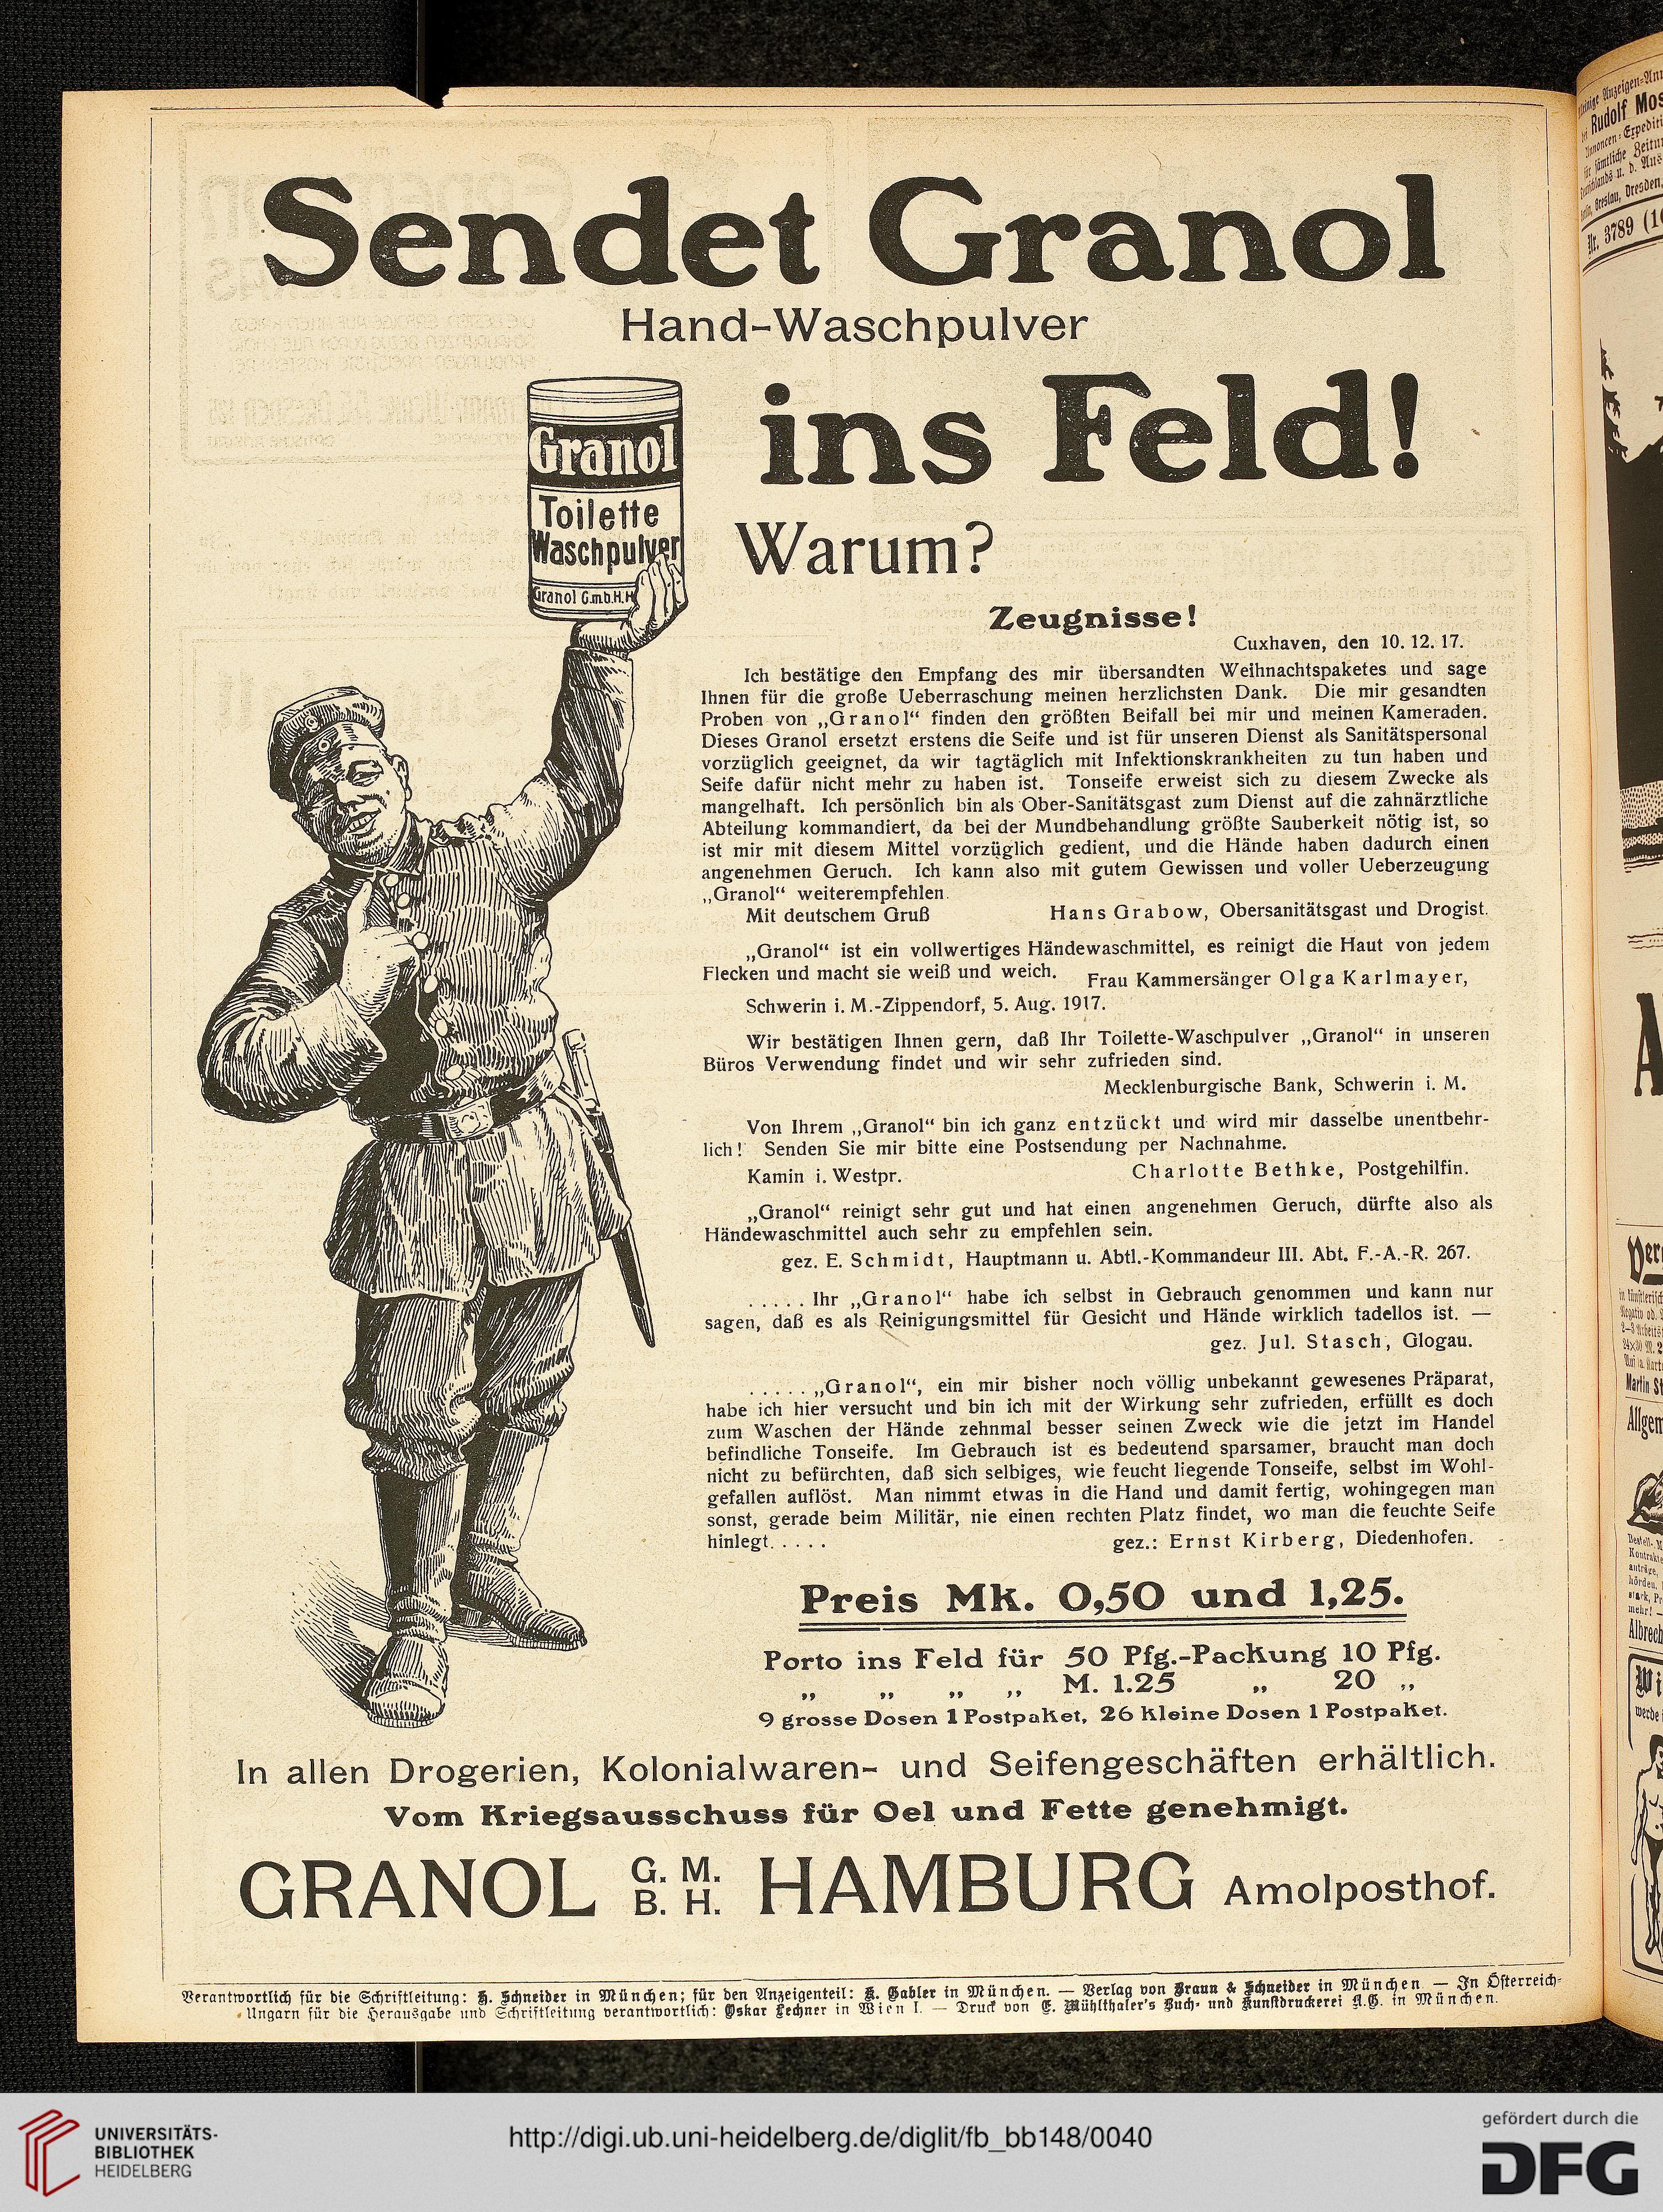 Sendet Granol
Hand-Waschpulver
ins Feld!
Granol
Toilette
Waschpulver
Granol G.m.b.H.H
Warum?
Zeugnisse!
Cuxhaven, den 10. 12. 17.
Ich bestätige den Empfang des mir übersandten Weihnachtspaketes und sage
Ihnen für die große Ueberraschung meinen herzlichsten Dank. Die mir gesandten
Proben von „Granol“ finden den größten Beifall bei mir und meinen Kameraden.
Dieses Granol ersetzt erstens die Seife und ist für unseren Dienst als Sanitätspersonal
vorzüglich geeignet, da wir tagtäglich mit Infektionskrankheiten zu tun haben und
Seife dafür nicht mehr zu haben ist. Tonseife erweist sich zu diesem Zwecke als
mangelhaft. Ich persönlich bin als Ober-Sanitätsgast zum Dienst auf die zahnärztliche
Abteilung kommandiert, da bei der Mundbehandlung größte Sauberkeit nötig ist, so
ist mir mit diesem Mittel vorzüglich gedient, und die Hände haben dadurch einen
angenehmen Geruch. Ich kann also mit gutem Gewissen und voller Ueberzeugung
„Granol“ weiterempfehlen.
Mit deutschem Gruß Hans Grabow, Obersanitätsgast und Drogist.
„Granol“ ist ein vollwertiges Händewaschmittel, es reinigt die Haut von jedem
Flecken und macht sie weiß und weich. Frau Kammersänger Olga Karlmayer,
Schwerin i. M.-Zippendorf, 5. Aug. 1917.
Wir bestätigen Ihnen gern, daß Ihr Toilette-Waschpulver „Granol“ in unseren
Büros Verwendung findet und wir sehr zufrieden sind.
Mecklenburgische Bank, Schwerin i. M.
Von Ihrem „Granol“ bin ich ganz entzückt und wird mir dasselbe unentbehr-
lich! Senden Sie mir bitte eine Postsendung per Nachnahme.
Kamin i. Westpr. Charlotte Bethke, Postgehilfin.
„Granol“ reinigt sehr gut und hat einen angenehmen Geruch, dürfte also als
Händewaschmittel auch sehr zu empfehlen sein.
gez. E. Schmidt, Hauptmann u. Abtl.-Kommandeur III. Abt. F.-A.-R. 267.
. . . . . Ihr „Granol“ habe ich selbst in Gebrauch genommen und kann nur
sagen, daß es als Reinigungsmittel für Gesicht und Hände wirklich tadellos ist. —
gez. Jul. Stasch, Glogau.
. . . . . „Granol“, ein mir bisher noch völlig unbekannt gewesenes Präparat,
habe ich hier versucht und bin ich mit der Wirkung sehr zufrieden, erfüllt es doch
zum Waschen der Hände zehnmal besser seinen Zweck wie die jetzt im Handel
befindliche Tonseife. Im Gebrauch ist es bedeutend sparsamer, braucht man doch
nicht zu befürchten, daß sich selbiges, wie feucht liegende Tonseife, selbst im Wohl-
gefallen auflöst. Man nimmt etwas in die Hand und damit fertig, wohingegen man
sonst, gerade beim Militär, nie einen rechten Platz findet, wo man die feuchte Seife
hinlegt. . . . . gez.: Ernst Kirberg, Diedenhofen.
Preis Mk. 0,50 und 1,25.
Porto ins Feld für 50 Pfg.-Packung 10 Pfg.
„ „ „ „ M. 1.25 „ 20 „
9 grosse Dosen 1 Postpaket, 26 kleine Dosen 1 Postpaket.
In allen Drogerien, Kolonialwaren- und Seifengeschäften erhältlich.
Vom Kriegsausschuss für Oel und Fette genehmigt.
GRANOL G. M. B. H. HAMBURG Amolposthof.
Verantwortlich für die Schriftleitung: H. Schneider in München; für den Anzeigenteil: K. Gabler in München. — Verlag von Braun & Schneider in München. — In Österreich-
Ungarn für die Herausgabe und Schriftleitung verantwortlich: Oskar Lechner in Wien I. — Druck von E. Mühlthaler's Buch- und Kunstdruckerei A.G. in München.
Rudolf Mos
Nr. 3789
Martin St
Allgem
Albrech
werde
UNIVERSITÄTS-
BIBLIOTHEK
HEIDELBERG
http://digi.ub.uni-heidelberg.de/diglit/fb_bb148/0040
gefördert durch die
DFG